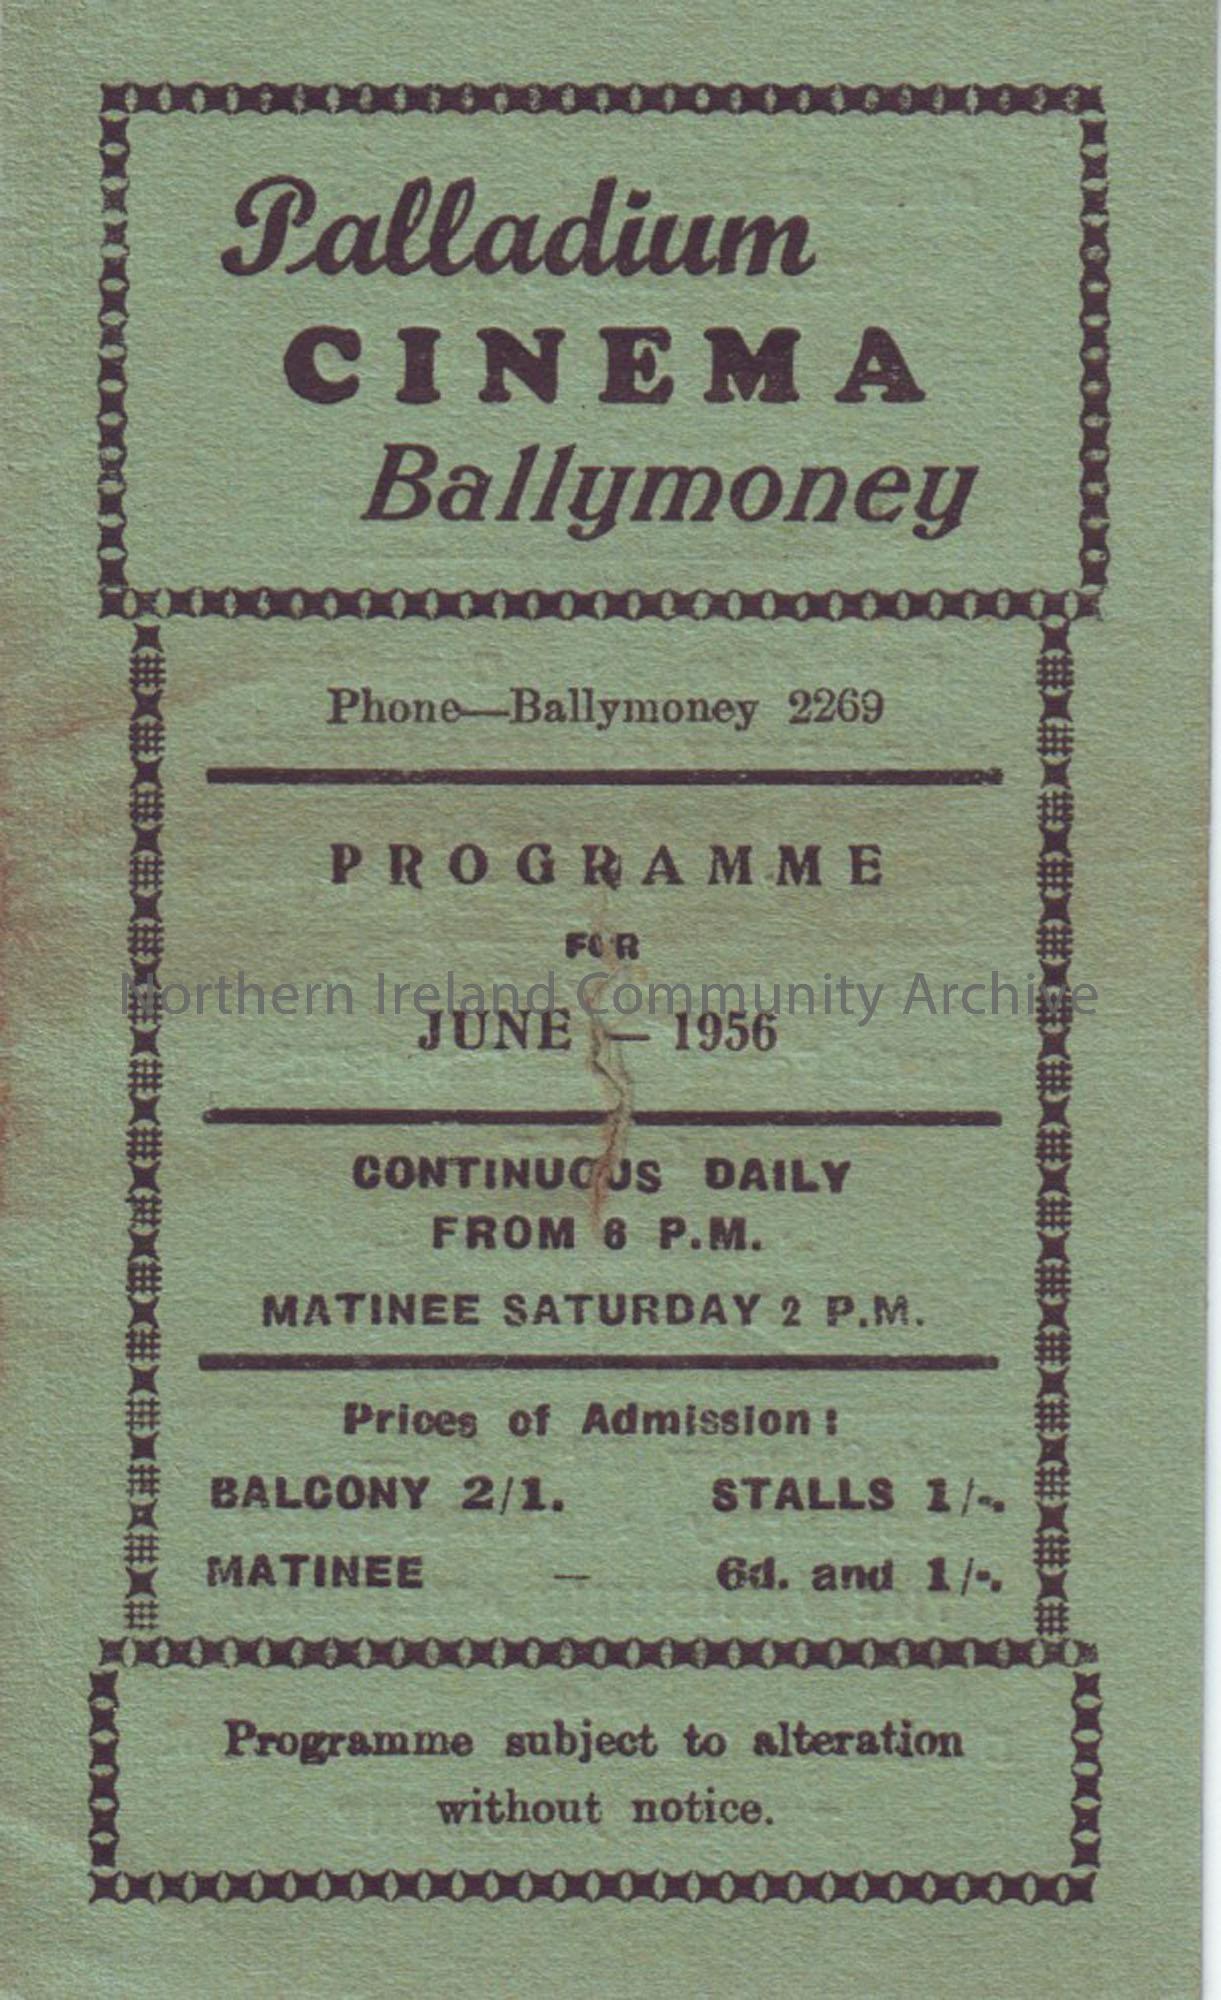 Palladium
CINEMA
Ballymoney
Phone—Ballymoney 2269
PROGRAMME
FOR
Northern Ireland Community Archive
JUNE — 1956
CONTINUOUS DAILY
FROM 6 P.M.
MATINEE SATURDAY 2 P.M.
Prices of Admission :
BALCONY 2/1. STALLS 1/-.
MATINEE — 6d. and 1/-.
Programme subject to alteration
without notice.